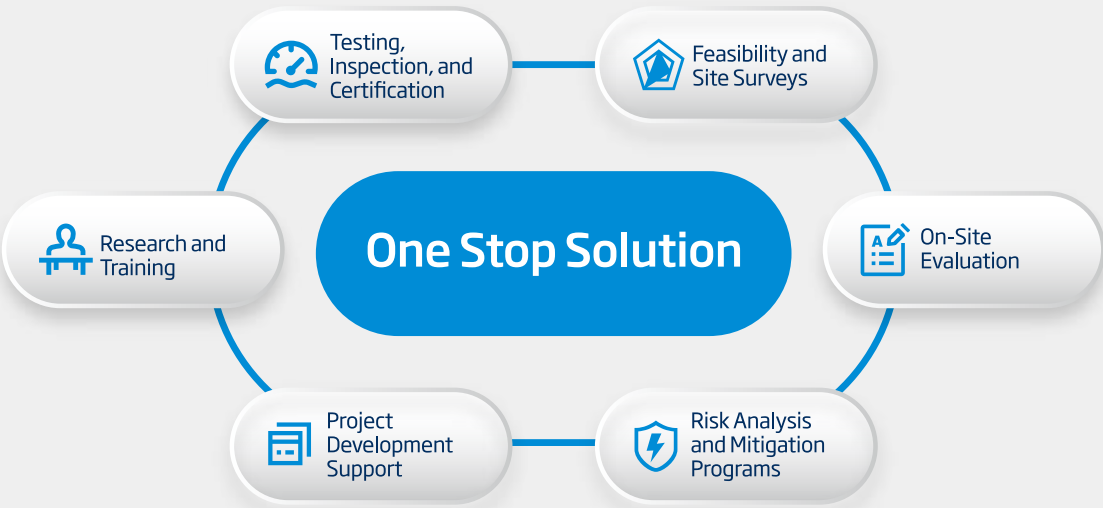 Testing,
Inspection, and
Certification
Feasibility and
Site Surveys
Research and
Training
One Stop Solution
A
On-Site
Evaluation
Project
Development
Support
Risk Analysis
and Mitigation
Programs